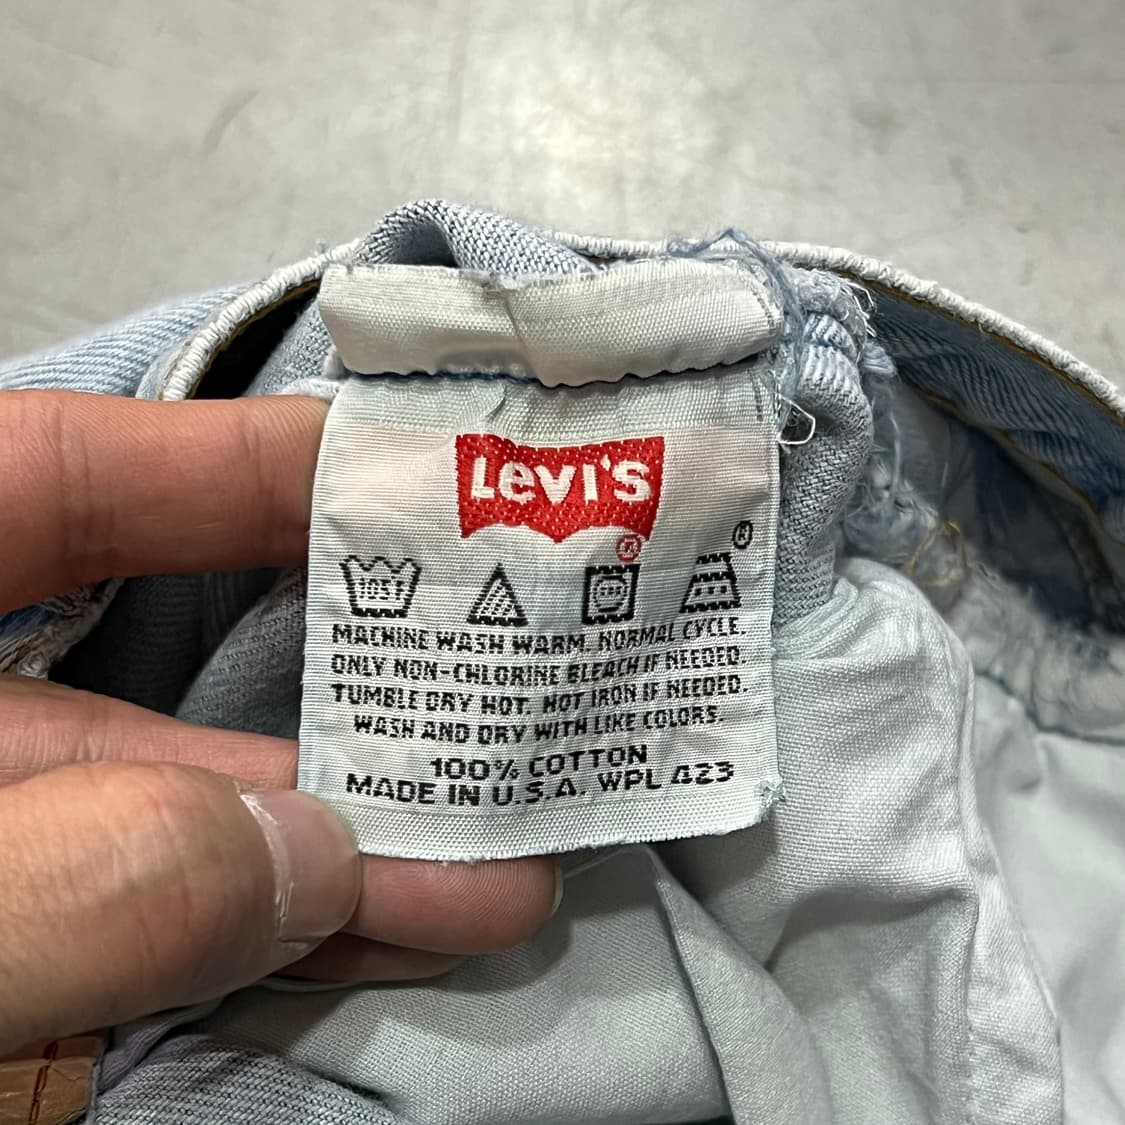 Levi's
®
®
105F
MACHINE WASH WARM. NORMAL CYCLE.
ONLY NON-CHLORINE BLEACH IF NEEDED.
TUMBLE DRY HOT. HOT IRON IF NEEDED.
WASH AND DRY WITH LIKE COLORS.
100% COTTON
MADE IN U.S.A. WPL 423